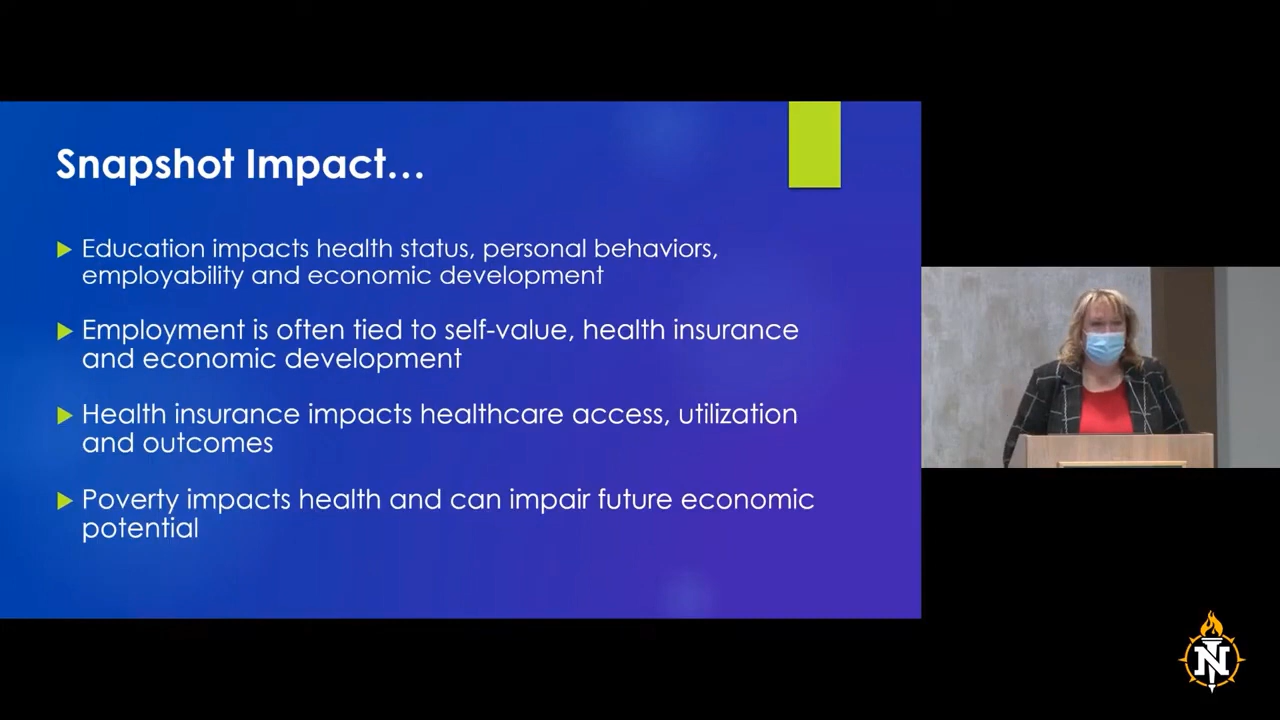 Snapshot Impact...
Education impacts health status, personal behaviors,
employability and economic development
Employment is often tied to self-value, health insurance
and economic development
Health insurance impacts healthcare access, utilization
and outcomes
Poverty impacts health and can impair future economic
potential
N